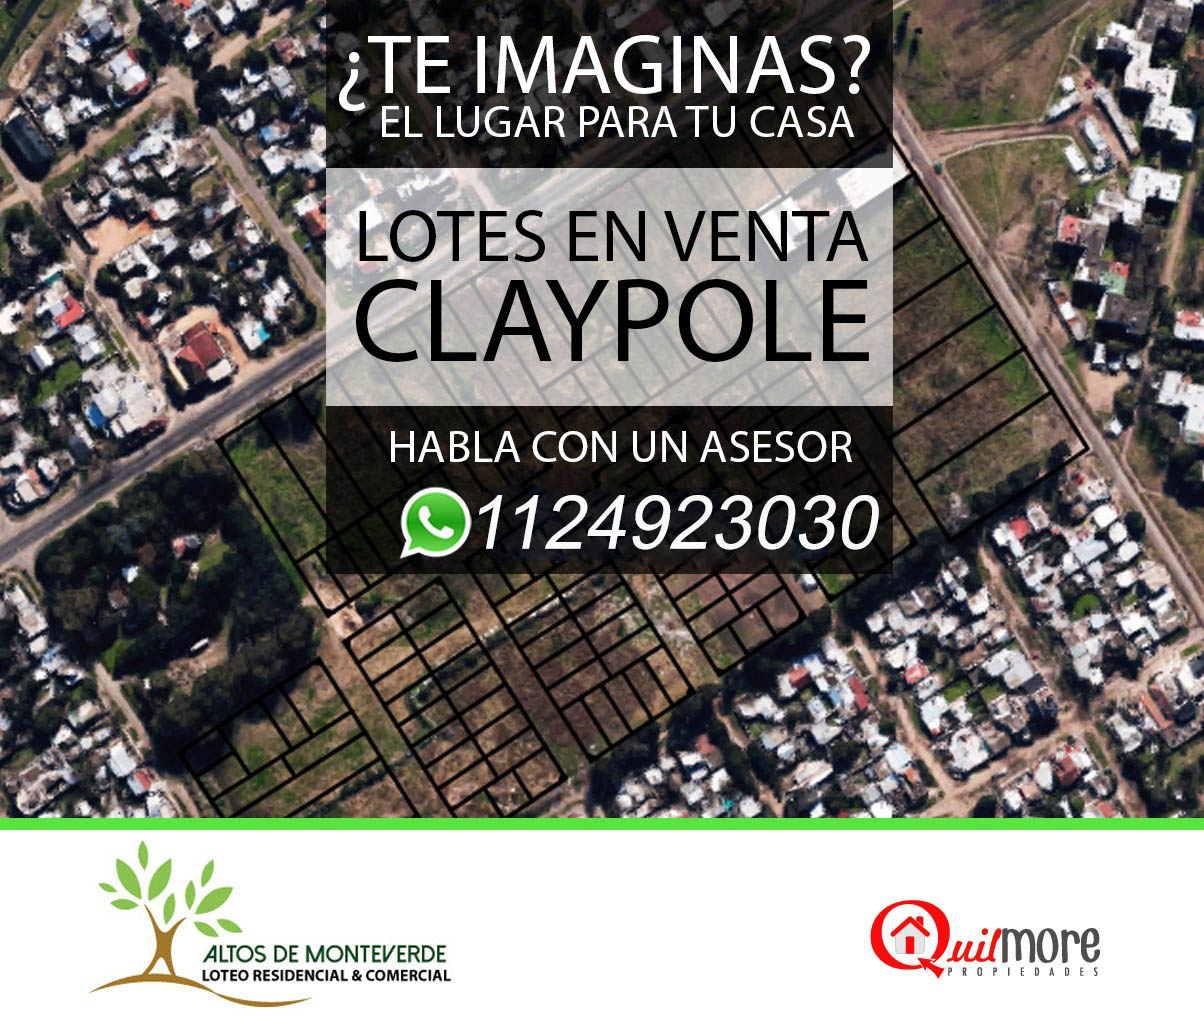 ¿TE IMAGINAS?
EL LUGAR PARA TU CASA
LOTES EN VENTA
CLAYPOLE
HABLA CON UN ASESOR
1124923030
ALTOS DE MONTEVERDE
LOTEO RESIDENCIAL & COMERCIAL
Quilmore
PROPIEDADES